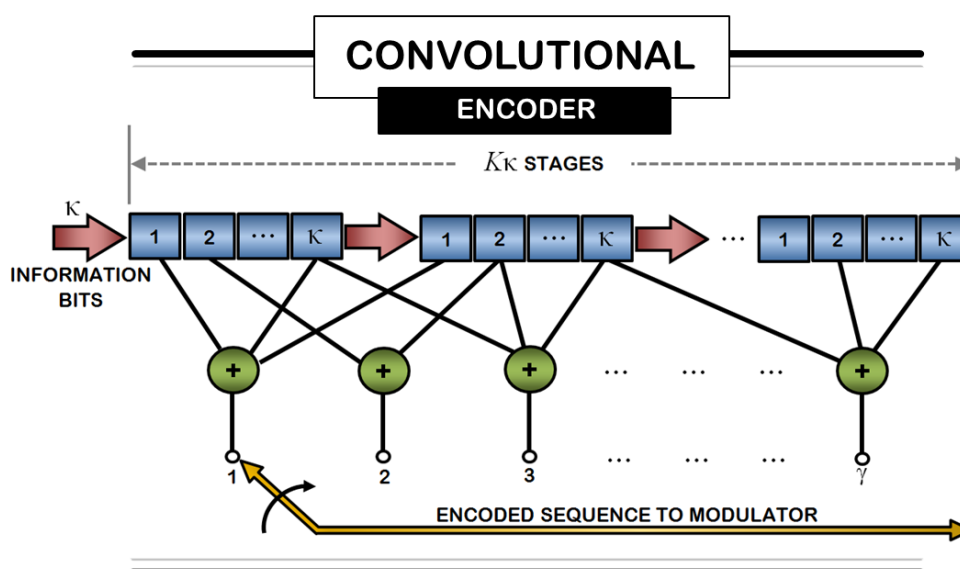 CONVOLUTIONAL
ENCODER
Kκ STAGES
κ
1 2 ... κ 1 2 ... κ ... 1 2 ... κ
INFORMATION
BITS
+ + + ... ... ... +
1 2 3 ... ... ... γ
ENCODED SEQUENCE TO MODULATOR